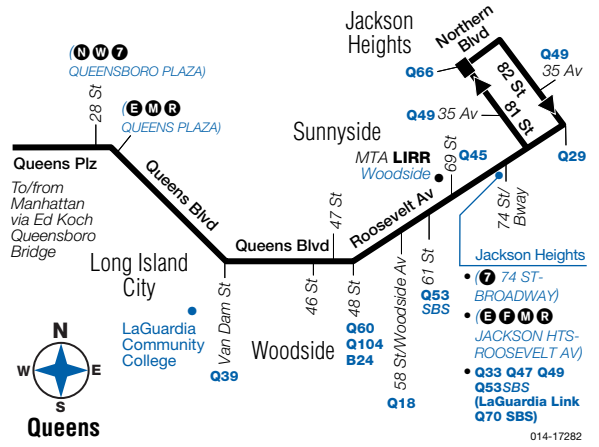 Jackson
Heights
Northern
Blvd
Q66
Q49
35 Av
82 St
81 St
Q49 35 Av
Q29
(N W 7
QUEENSBORO PLAZA)
28 St
(E M R
QUEENS PLAZA)
Queens Plz
To/from
Manhattan
via Ed Koch
Queensboro
Bridge
Queens Blvd
Sunnyside
MTA LIRR
Woodside
69 St
Q45
74 St/
Bway
Roosevelt Av
47 St
Queens Blvd
Long Island
City
LaGuardia
Community
College
Van Dam St
Q39
46 St
48 St
Q60
Q104
B24
Woodside
58 St/Woodside Av
Q18
61 St
Q53
SBS
Jackson Heights
(7 74 ST-
BROADWAY)
(E F M R
JACKSON HTS-
ROOSEVELT AV)
Q33 Q47 Q49
Q53SBS
(LaGuardia Link
Q70 SBS)
N
W E
S
Queens
014-17282